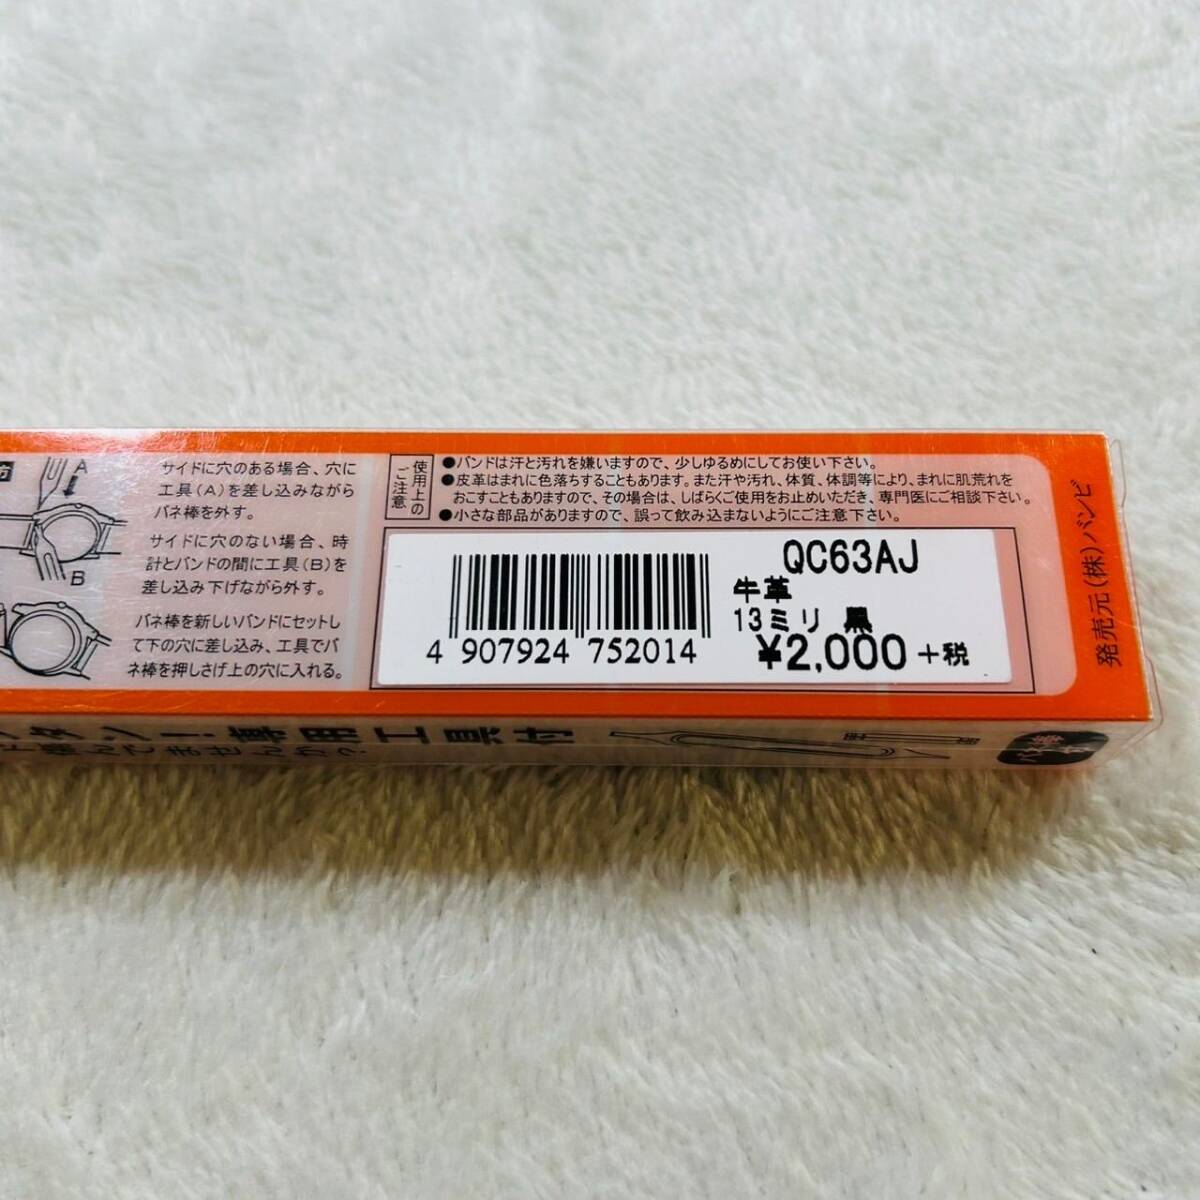 A
B
サイドに穴のある場合、穴に
工具(A)を差し込みながら
バネ棒を外す。
サイドに穴のない場合、時
計とバンドの間に工具(B)を
差し込み下げながら外す。
バネ棒を新しいバンドにセットし
て下の穴に差し込み、工具でバ
ネ棒を押しさげ上の穴に入れる。
使用上の
ご注意
●バンドは汗と汚れを嫌いますので、少しゆるめにしてお使い下さい。
●皮革はまれに色落ちすることもあります。また汗や汚れ、体質、体調等により、まれに肌荒れを
おこすこともありますので、その場合は、しばらくご使用をお止めいただき、専門医にご相談下さい。
●小さな部品がありますので、誤って飲み込まないようにご注意下さい。
QC63AJ
牛革
13ミリ 黒
¥2,000+税
4 907924 752014
発売元(株)バンビ
ンタン!専用工具付
んでませんか?